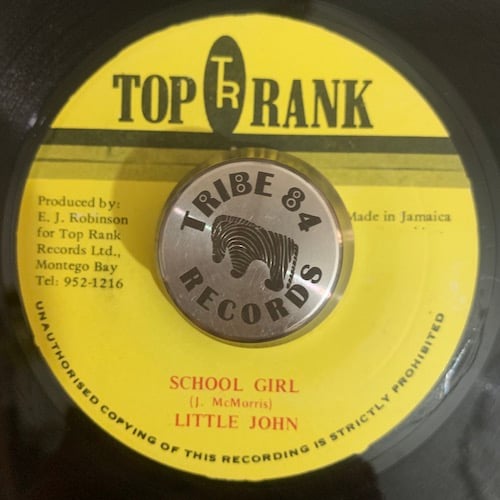 TR
TOP RANK
Produced by:
E. J. Robinson
for Top Rank
Records Ltd.,
Montego Bay
Tel: 952-1216
TRIBE 84
RECORDS
Made in Jamaica
SCHOOL GIRL
(J. McMorris)
LITTLE JOHN
UNAUTHORISED COPYING OF THIS RECORDING IS STRICTLY PROHIBITED